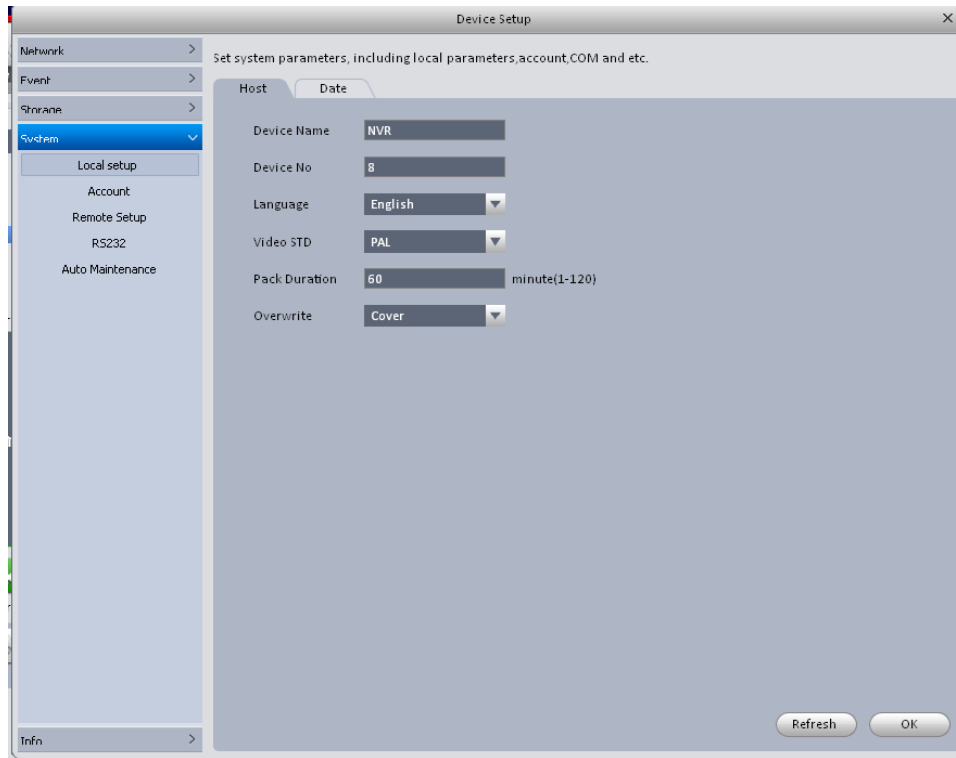 Device Setup
Network
Event
Storage
System
Local setup
Account
Remote Setup
RS232
Auto Maintenance
Info
Set system parameters, including local parameters,account,COM and etc.
Host Date
Device Name NVR
Device No 8
Language English
Video STD PAL
Pack Duration 60 minute(1-120)
Overwrite Cover
Refresh OK